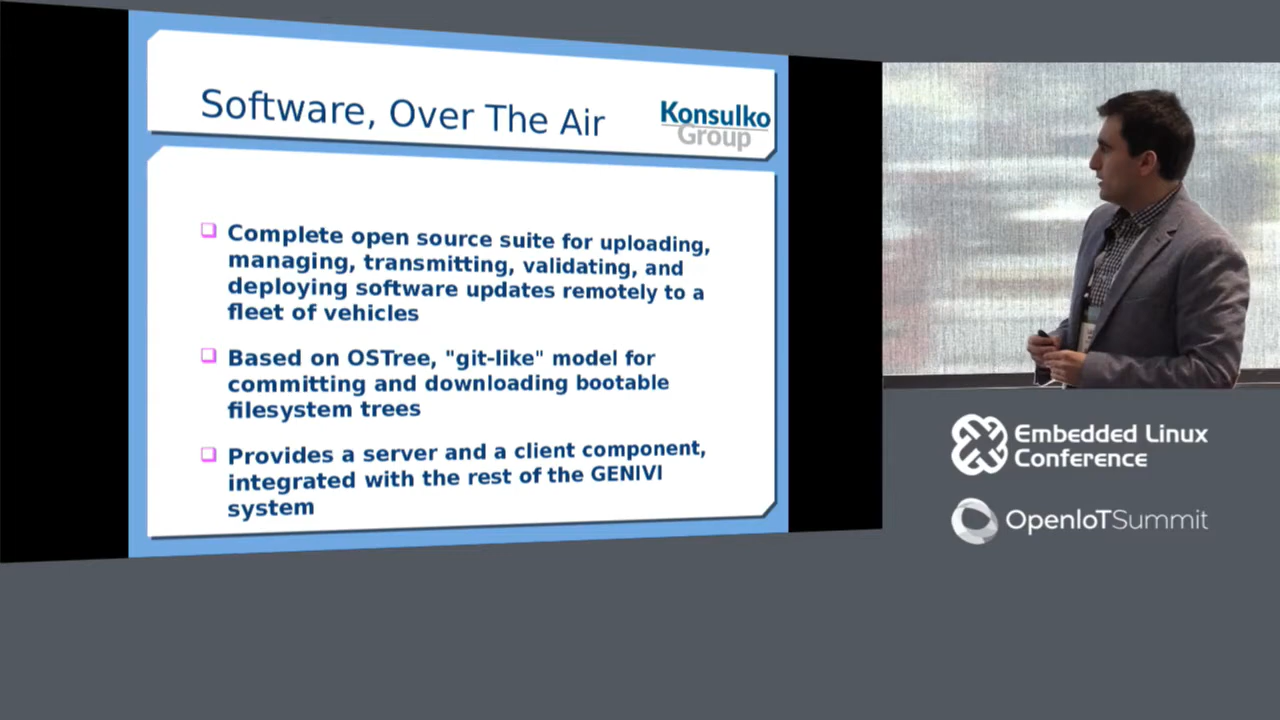 Software, Over The Air
Konsulko
Group
Complete open source suite for uploading,
managing, transmitting, validating, and
deploying software updates remotely to a
fleet of vehicles
Based on OSTree, "git-like" model for
committing and downloading bootable
filesystem trees
Provides a server and a client component,
integrated with the rest of the GENIVI
system
Embedded Linux
Conference
OpenIoTSummit